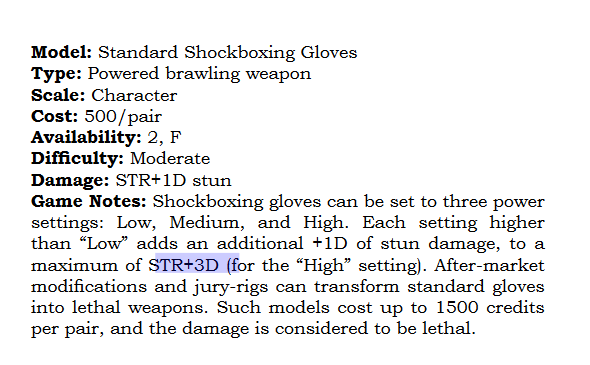 Model: Standard Shockboxing Gloves
Type: Powered brawling weapon
Scale: Character
Cost: 500/pair
Availability: 2, F
Difficulty: Moderate
Damage: STR+1D stun
Game Notes: Shockboxing gloves can be set to three power
settings: Low, Medium, and High. Each setting higher
than “Low” adds an additional +1D of stun damage, to a
maximum of STR+3D (for the “High” setting). After-market
modifications and jury-rigs can transform standard gloves
into lethal weapons. Such models cost up to 1500 credits
per pair, and the damage is considered to be lethal.